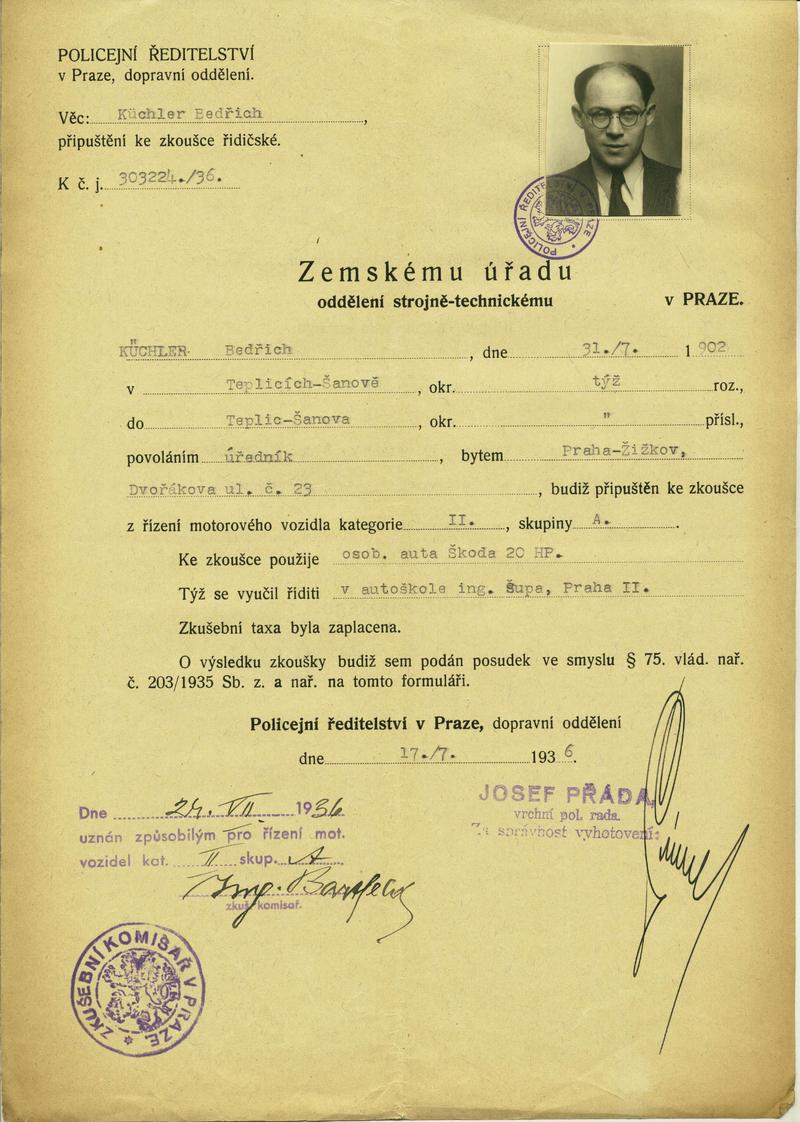 POLICEJNÍ ŘEDITELSTVÍ
v Praze, dopravní oddělení.
Věc: Küchler Bedřich,
připuštění ke zkoušce řidičské.
K č. j. 303224./36.
POLICEJNÍ ŘEDITELSTVÍ V PRAZE
Zemskému úřadu
oddělení strojně-technickému v PRAZE.
KÜCHLER Bedřich, dne 31./7. 1902
v Teplicích-Šanově, okr. týž roz.,
do Teplic-Šanova, okr. " přísl.,
povoláním úředník, bytem Praha-Žižkov,
Dvořákova ul. č. 23, budiž připuštěn ke zkoušce
z řízení motorového vozidla kategorie II., skupiny A.
Ke zkoušce použije osob. auta Škoda 20 HP.
Týž se vyučil říditi v autoškole ing. Šupa, Praha II.
Zkušební taxa byla zaplacena.
O výsledku zkoušky budiž sem podán posudek ve smyslu § 75. vlád. nař.
č. 203/1935 Sb. z. a nař. na tomto formuláři.
Policejní ředitelství v Praze, dopravní oddělení
dne 17./7. 1936.
JOSEF PŘÁDA,
vrchní pol. rada.
Za správnost vyhotovení:
Dne VII 1936
uznán způsobilým pro řízení mot.
vozidel kat. II skup. A
Ing.
zkuš. komisař.
ZKUŠEBNÍ KOMISAŘ V PRAZE.